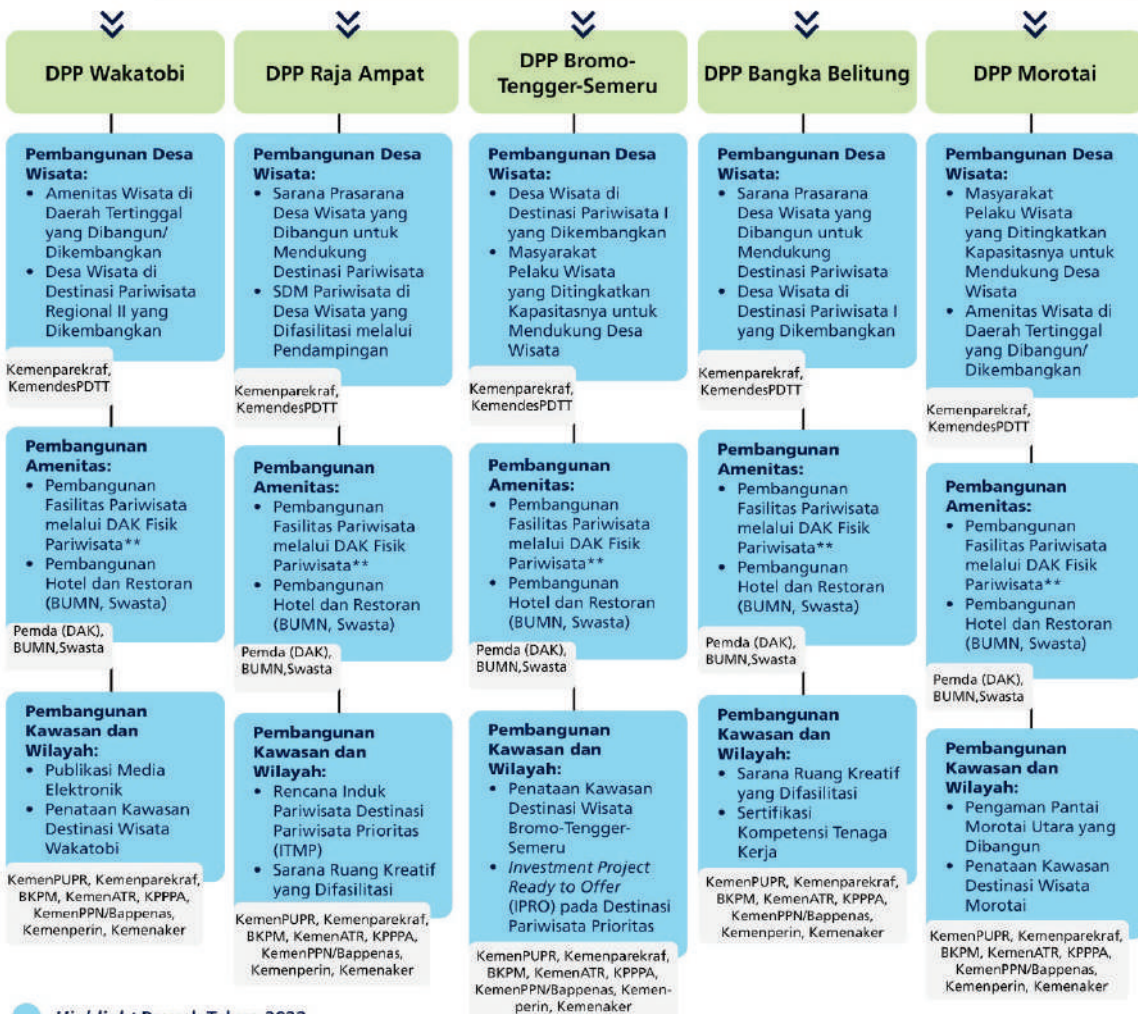 DPP Wakatobi
Pembangunan Desa
Wisata:
• Amenitas Wisata di
Daerah Tertinggal
yang Dibangun/
Dikembangkan
• Desa Wisata di
Destinasi Pariwisata
Regional II yang
Dikembangkan
Kemenparekraf,
KemendesPDTT
Pembangunan
Amenitas:
• Pembangunan
Fasilitas Pariwisata
melalui DAK Fisik
Pariwisata**
• Pembangunan
Hotel dan Restoran
(BUMN, Swasta)
Pemda (DAK),
BUMN,Swasta
Pembangunan
Kawasan dan
Wilayah:
• Publikasi Media
Elektronik
• Penataan Kawasan
Destinasi Wisata
Wakatobi
KemenPUPR, Kemenparekraf,
BKPM, KemenATR, KPPPA,
KemenPPN/Bappenas,
Kemenperin, Kemenaker
DPP Raja Ampat
Pembangunan Desa
Wisata:
• Sarana Prasarana
Desa Wisata yang
Dibangun untuk
Mendukung
Destinasi Pariwisata
• SDM Pariwisata di
Desa Wisata yang
Difasilitasi melalui
Pendampingan
Kemenparekraf,
KemendesPDTT
Pembangunan
Amenitas:
• Pembangunan
Fasilitas Pariwisata
melalui DAK Fisik
Pariwisata**
• Pembangunan
Hotel dan Restoran
(BUMN, Swasta)
Pemda (DAK),
BUMN,Swasta
Pembangunan
Kawasan dan
Wilayah:
• Rencana Induk
Pariwisata Destinasi
Pariwisata Prioritas
(ITMP)
• Sarana Ruang Kreatif
yang Difasilitasi
KemenPUPR, Kemenparekraf,
BKPM, KemenATR, KPPPA,
KemenPPN/Bappenas,
Kemenperin, Kemenaker
DPP Bromo-
Tengger-Semeru
Pembangunan Desa
Wisata:
• Desa Wisata di
Destinasi Pariwisata I
yang Dikembangkan
• Masyarakat
Pelaku Wisata
yang Ditingkatkan
Kapasitasnya untuk
Mendukung Desa
Wisata
Kemenparekraf,
KemendesPDTT
Pembangunan
Amenitas:
• Pembangunan
Fasilitas Pariwisata
melalui DAK Fisik
Pariwisata**
• Pembangunan
Hotel dan Restoran
(BUMN, Swasta)
Pemda (DAK),
BUMN,Swasta
Pembangunan
Kawasan dan
Wilayah:
• Penataan Kawasan
Destinasi Wisata
Bromo-Tengger-
Semeru
• Investment Project
Ready to Offer
(IPRO) pada Destinasi
Pariwisata Prioritas
KemenPUPR, Kemenparekraf,
BKPM, KemenATR, KPPPA,
KemenPPN/Bappenas, Kemen-
perin, Kemenaker
DPP Bangka Belitung
Pembangunan Desa
Wisata:
• Sarana Prasarana
Desa Wisata yang
Dibangun untuk
Mendukung
Destinasi Pariwisata
• Desa Wisata di
Destinasi Pariwisata I
yang Dikembangkan
Kemenparekraf,
KemendesPDTT
Pembangunan
Amenitas:
• Pembangunan
Fasilitas Pariwisata
melalui DAK Fisik
Pariwisata**
• Pembangunan
Hotel dan Restoran
(BUMN, Swasta)
Pemda (DAK),
BUMN,Swasta
Pembangunan
Kawasan dan
Wilayah:
• Sarana Ruang Kreatif
yang Difasilitasi
• Sertifikasi
Kompetensi Tenaga
Kerja
KemenPUPR, Kemenparekraf,
BKPM, KemenATR, KPPPA,
KemenPPN/Bappenas,
Kemenperin, Kemenaker
DPP Morotai
Pembangunan Desa
Wisata:
• Masyarakat
Pelaku Wisata
yang Ditingkatkan
Kapasitasnya untuk
Mendukung Desa
Wisata
• Amenitas Wisata di
Daerah Tertinggal
yang Dibangun/
Dikembangkan
Kemenparekraf,
KemendesPDTT
Pembangunan
Amenitas:
• Pembangunan
Fasilitas Pariwisata
melalui DAK Fisik
Pariwisata**
• Pembangunan
Hotel dan Restoran
(BUMN, Swasta)
Pemda (DAK),
BUMN,Swasta
Pembangunan
Kawasan dan
Wilayah:
• Pengaman Pantai
Morotai Utara yang
Dibangun
• Penataan Kawasan
Destinasi Wisata
Morotai
KemenPUPR, Kemenparekraf,
BKPM, KemenATR, KPPPA,
KemenPPN/Bappenas,
Kemenperin, Kemenaker